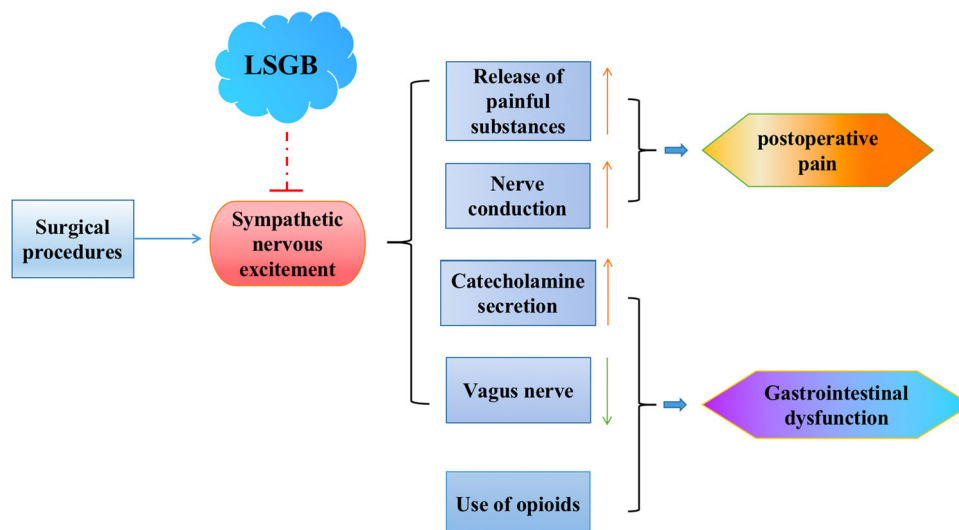 LSGB
Surgical
procedures
Sympathetic
nervous
excitement
Release of
painful
substances
Nerve
conduction
Catecholamine
secretion
Vagus nerve
Use of opioids
postoperative
pain
Gastrointestinal
dysfunction